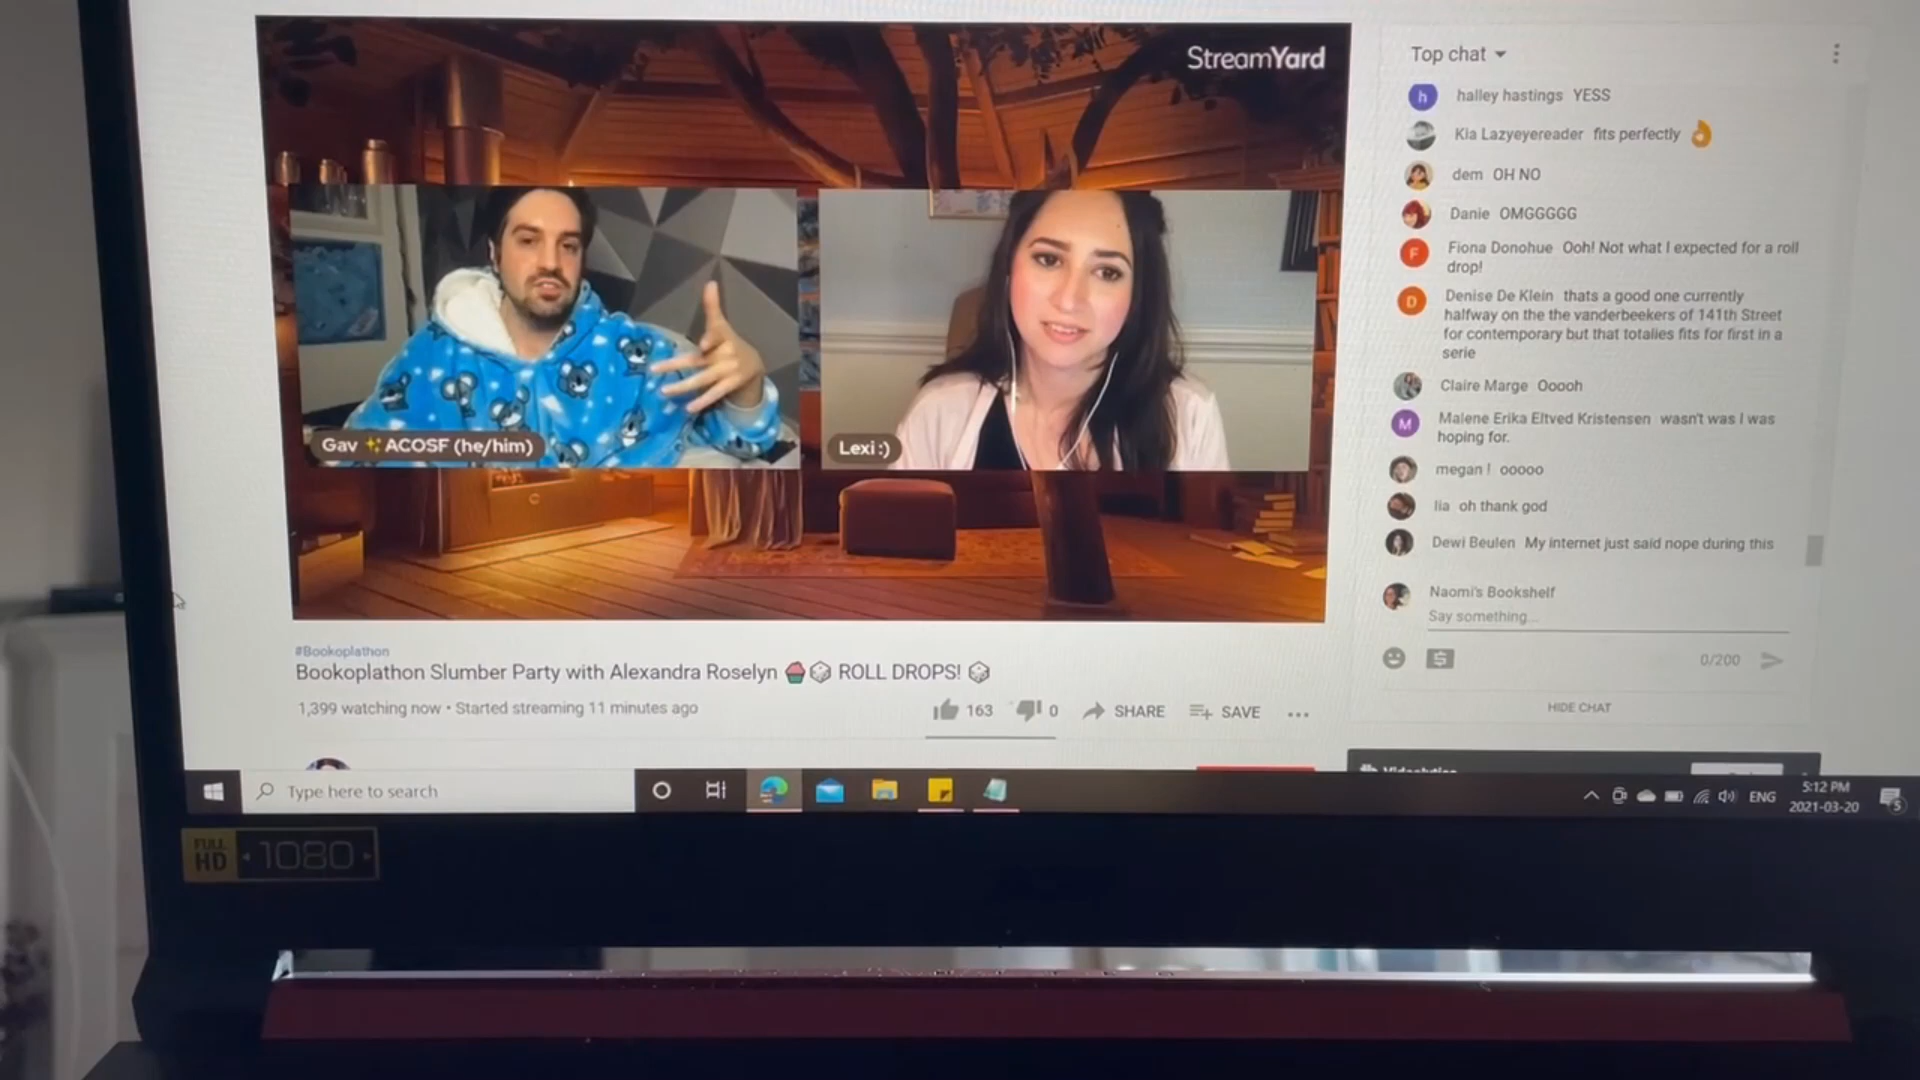 StreamYard
Gav ✨ACOSF (he/him)
Lexi :)
#Bookoplathon
Bookoplathon Slumber Party with Alexandra Roselyn 🧁🎲 ROLL DROPS! 🎲
1,399 watching now • Started streaming 11 minutes ago
163
0
SHARE
SAVE
Top chat
h
halley hastings YESS
Kia Lazyeyereader fits perfectly 👌
dem OH NO
Danie OMGGGGG
F
Fiona Donohue Ooh! Not what I expected for a roll
drop!
D
Denise De Klein thats a good one currently
halfway on the the vanderbeekers of 141th Street
for contemporary but that totalies fits for first in a
serie
Claire Marge Ooooh
M
Malene Erika Eltved Kristensen wasn't was I was
hoping for.
megan ! ooooo
lia oh thank god
Dewi Beulen My internet just said nope during this
Naomi's Bookshelf
Say something...
0/200
HIDE CHAT
Type here to search
ENG
5:12 PM
2021-03-20
5
FULL
HD
1080